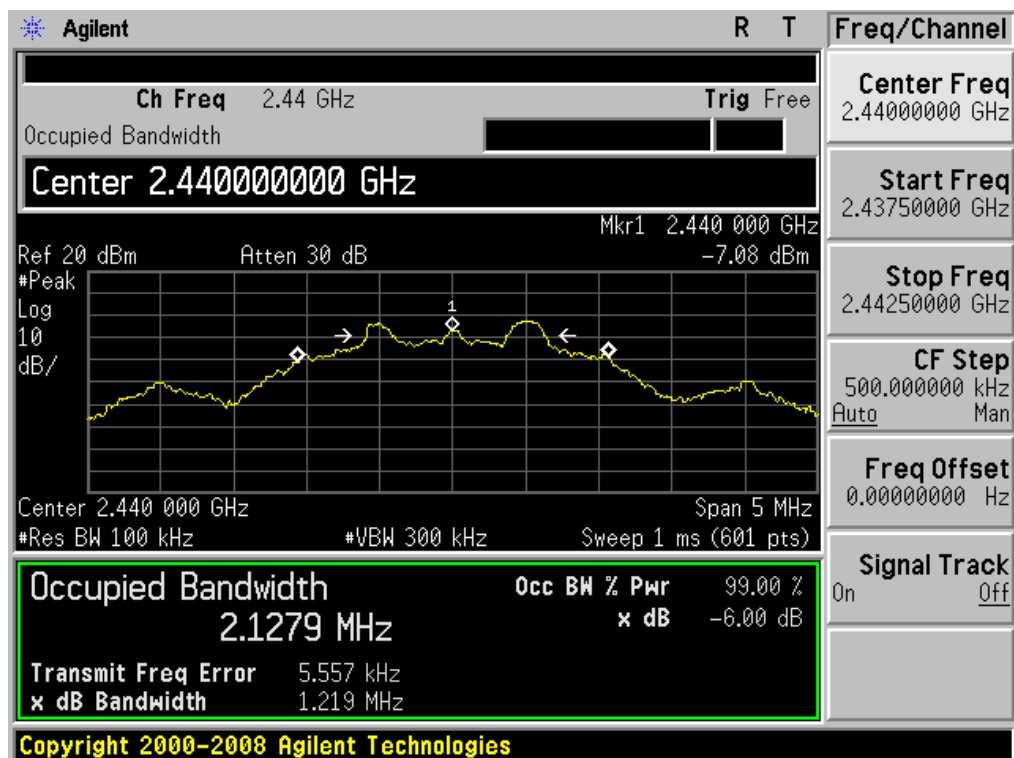 Agilent R T
Ch Freq 2.44 GHz Trig Free
Occupied Bandwidth
Center 2.440000000 GHz
Mkr1 2.440 000 GHz
Ref 20 dBm Atten 30 dB -7.08 dBm
#Peak
Log
10
dB/
1
Center 2.440 000 GHz Span 5 MHz
#Res BW 100 kHz #VBW 300 kHz Sweep 1 ms (601 pts)
Occupied Bandwidth Occ BW % Pwr 99.00 %
2.1279 MHz x dB -6.00 dB
Transmit Freq Error 5.557 kHz
x dB Bandwidth 1.219 MHz
Copyright 2000-2008 Agilent Technologies
Freq/Channel
Center Freq
2.44000000 GHz
Start Freq
2.43750000 GHz
Stop Freq
2.44250000 GHz
CF Step
500.000000 kHz
Auto Man
Freq Offset
0.00000000 Hz
Signal Track
On Off